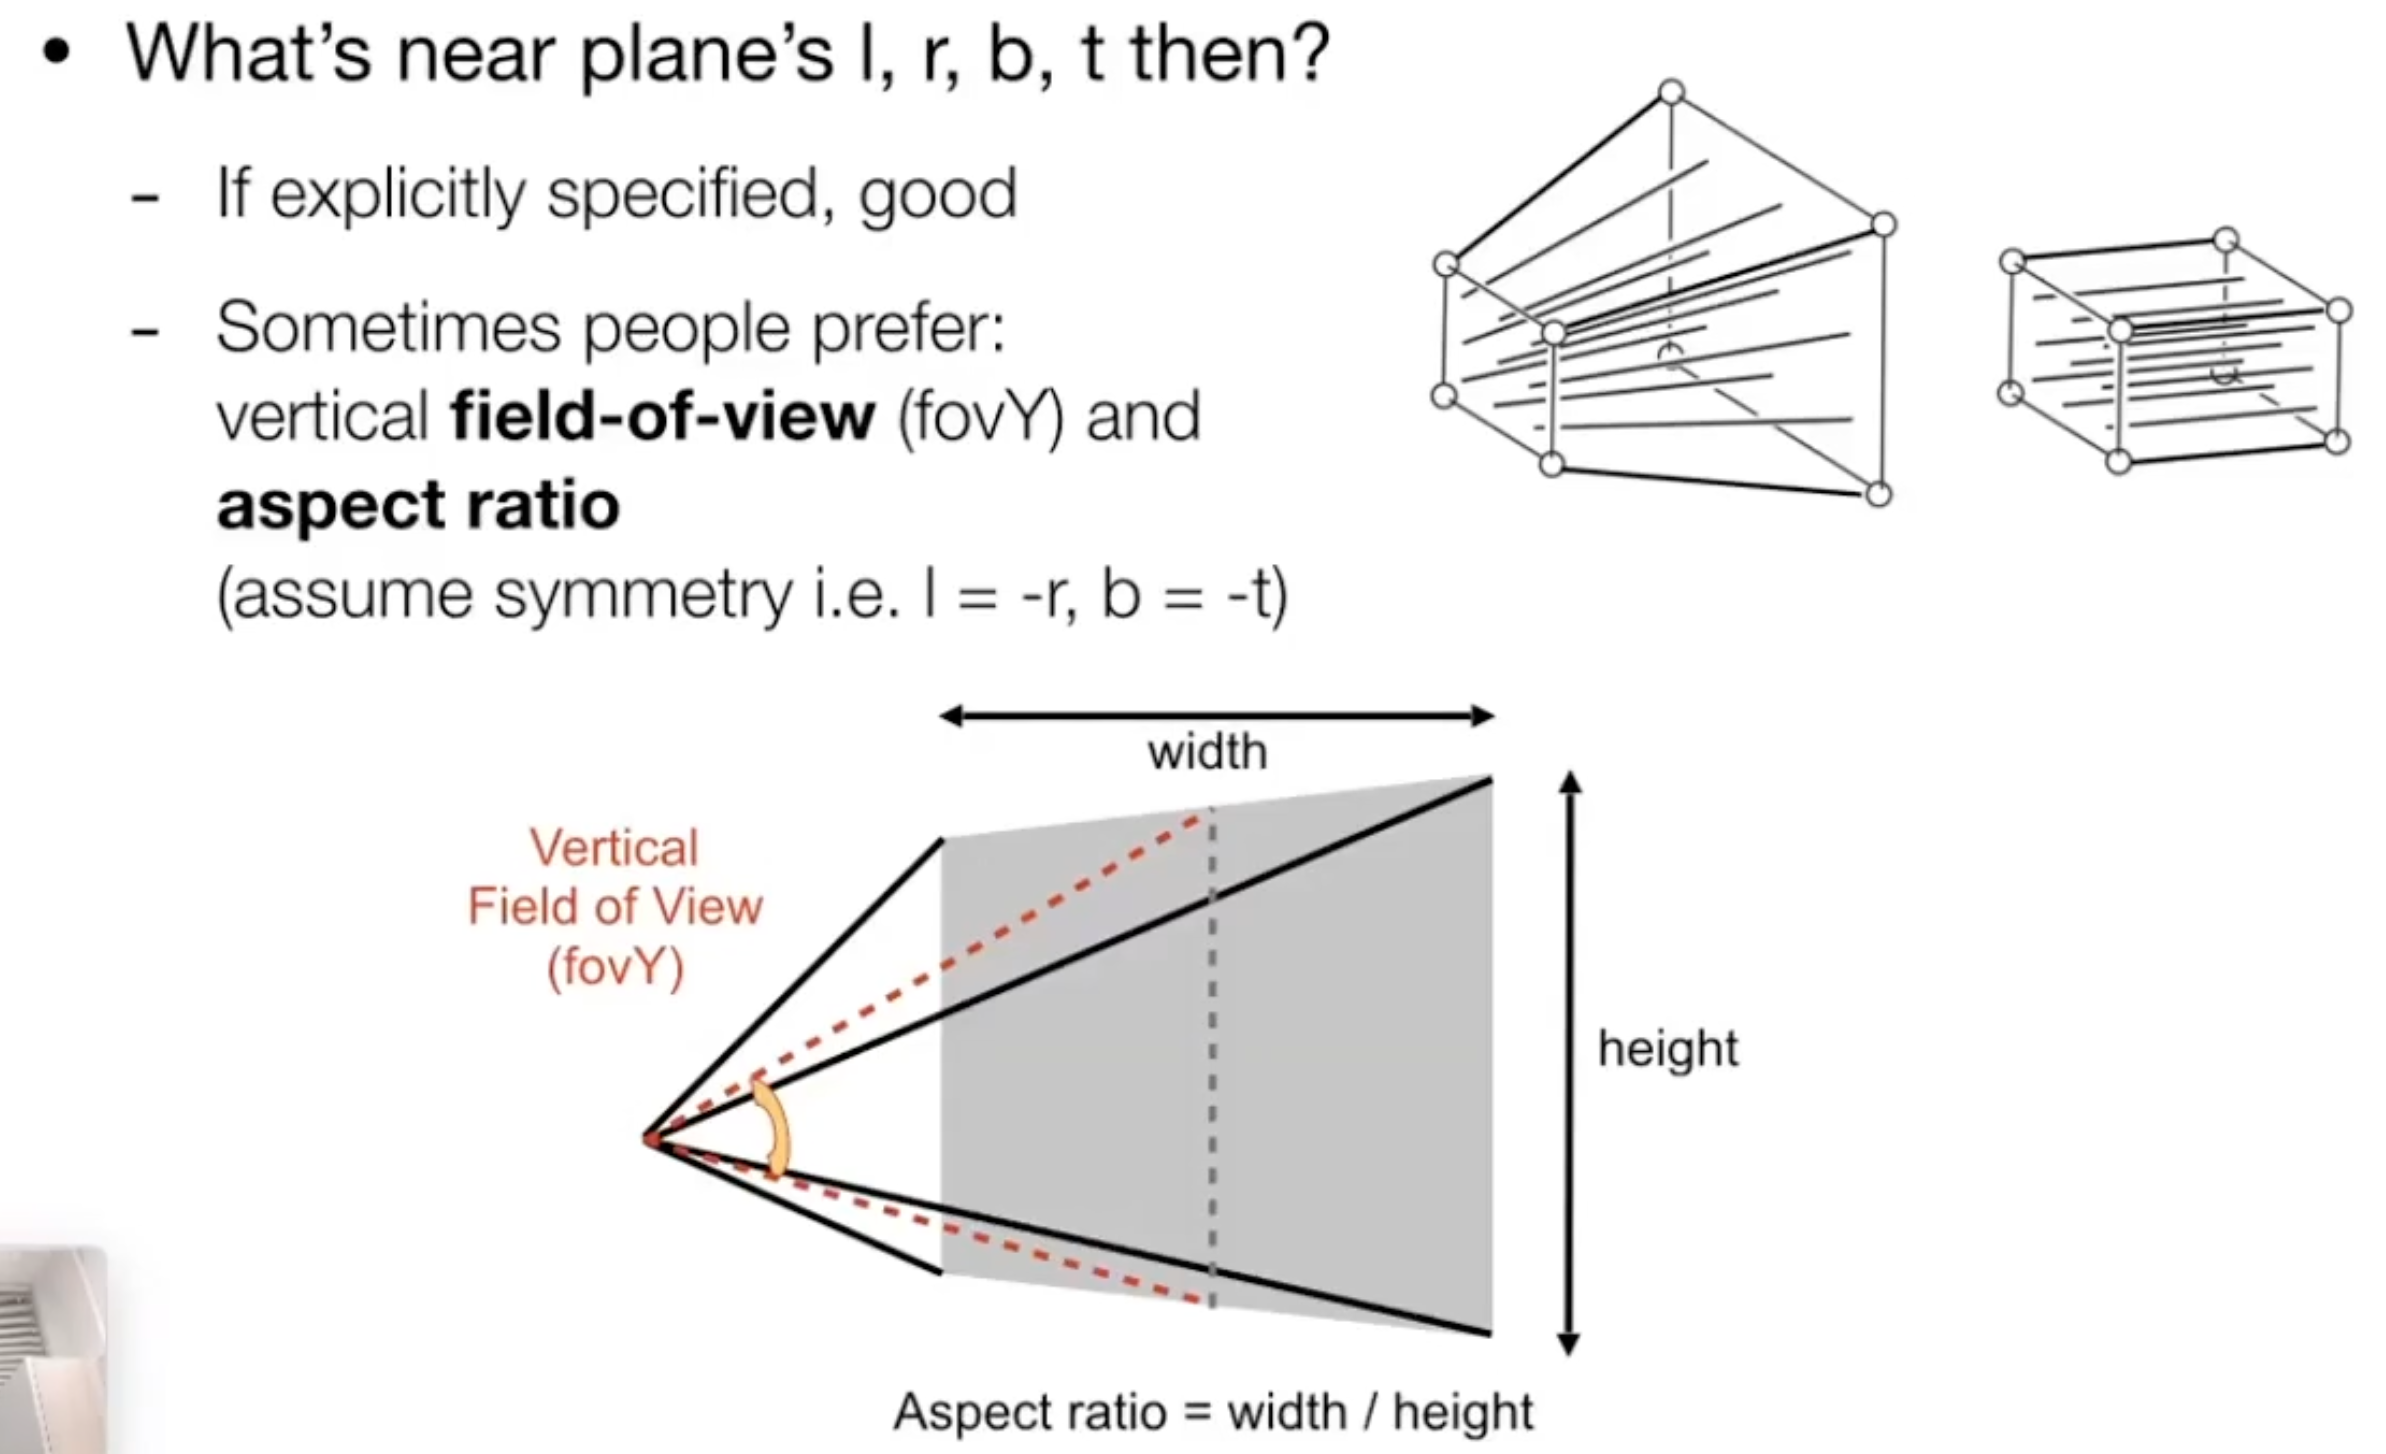 • What’s near plane’s l, r, b, t then?
- If explicitly specified, good
- Sometimes people prefer:
vertical field-of-view (fovY) and
aspect ratio
(assume symmetry i.e. l = -r, b = -t)
width
Vertical
Field of View
(fovY)
height
Aspect ratio = width / height